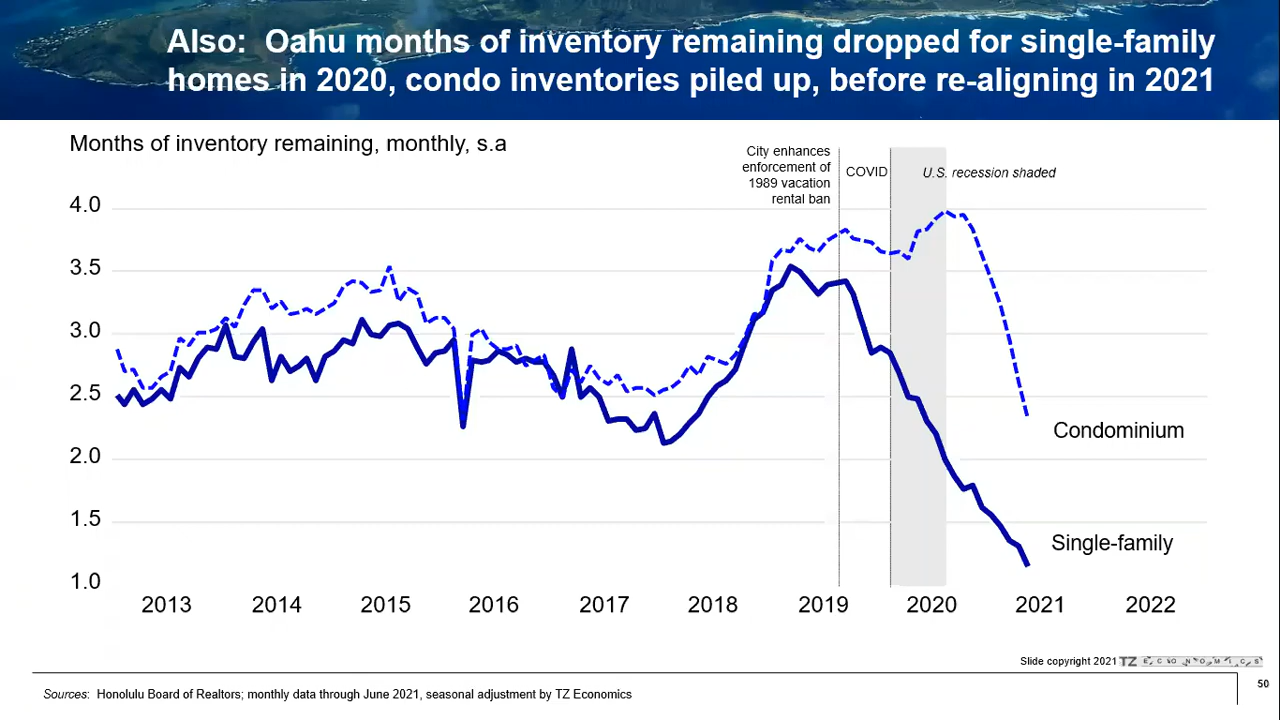 Also: Oahu months of inventory remaining dropped for single-family
homes in 2020, condo inventories piled up, before re-aligning in 2021
Months of inventory remaining, monthly, s.a
City enhances
enforcement of
1989 vacation
rental ban
COVID
U.S. recession shaded
4.0
3.5
3.0
2.5
2.0
1.5
1.0
Condominium
Single-family
2013 2014 2015 2016 2017 2018 2019 2020 2021 2022
Slide copyright 2021 TZ ECONOMICS
Sources: Honolulu Board of Realtors; monthly data through June 2021, seasonal adjustment by TZ Economics
50